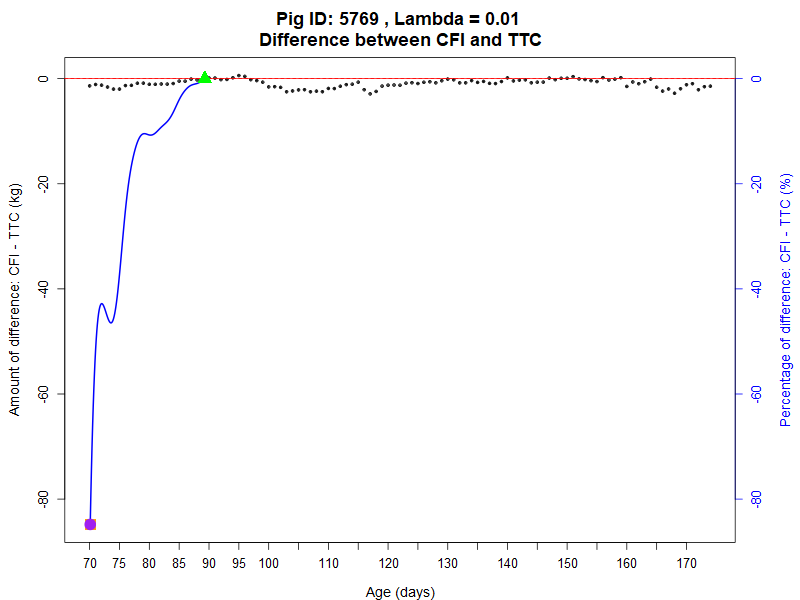 Pig ID: 5769 , Lambda = 0.01
Difference between CFI and TTC
Amount of difference: CFI - TTC (kg)
0
-20
-40
-60
-80
0
-20
-40
-60
-80
Percentage of difference: CFI - TTC (%)
70 75 80 85 90 95 100 110 120 130 140 150 160 170
Age (days)